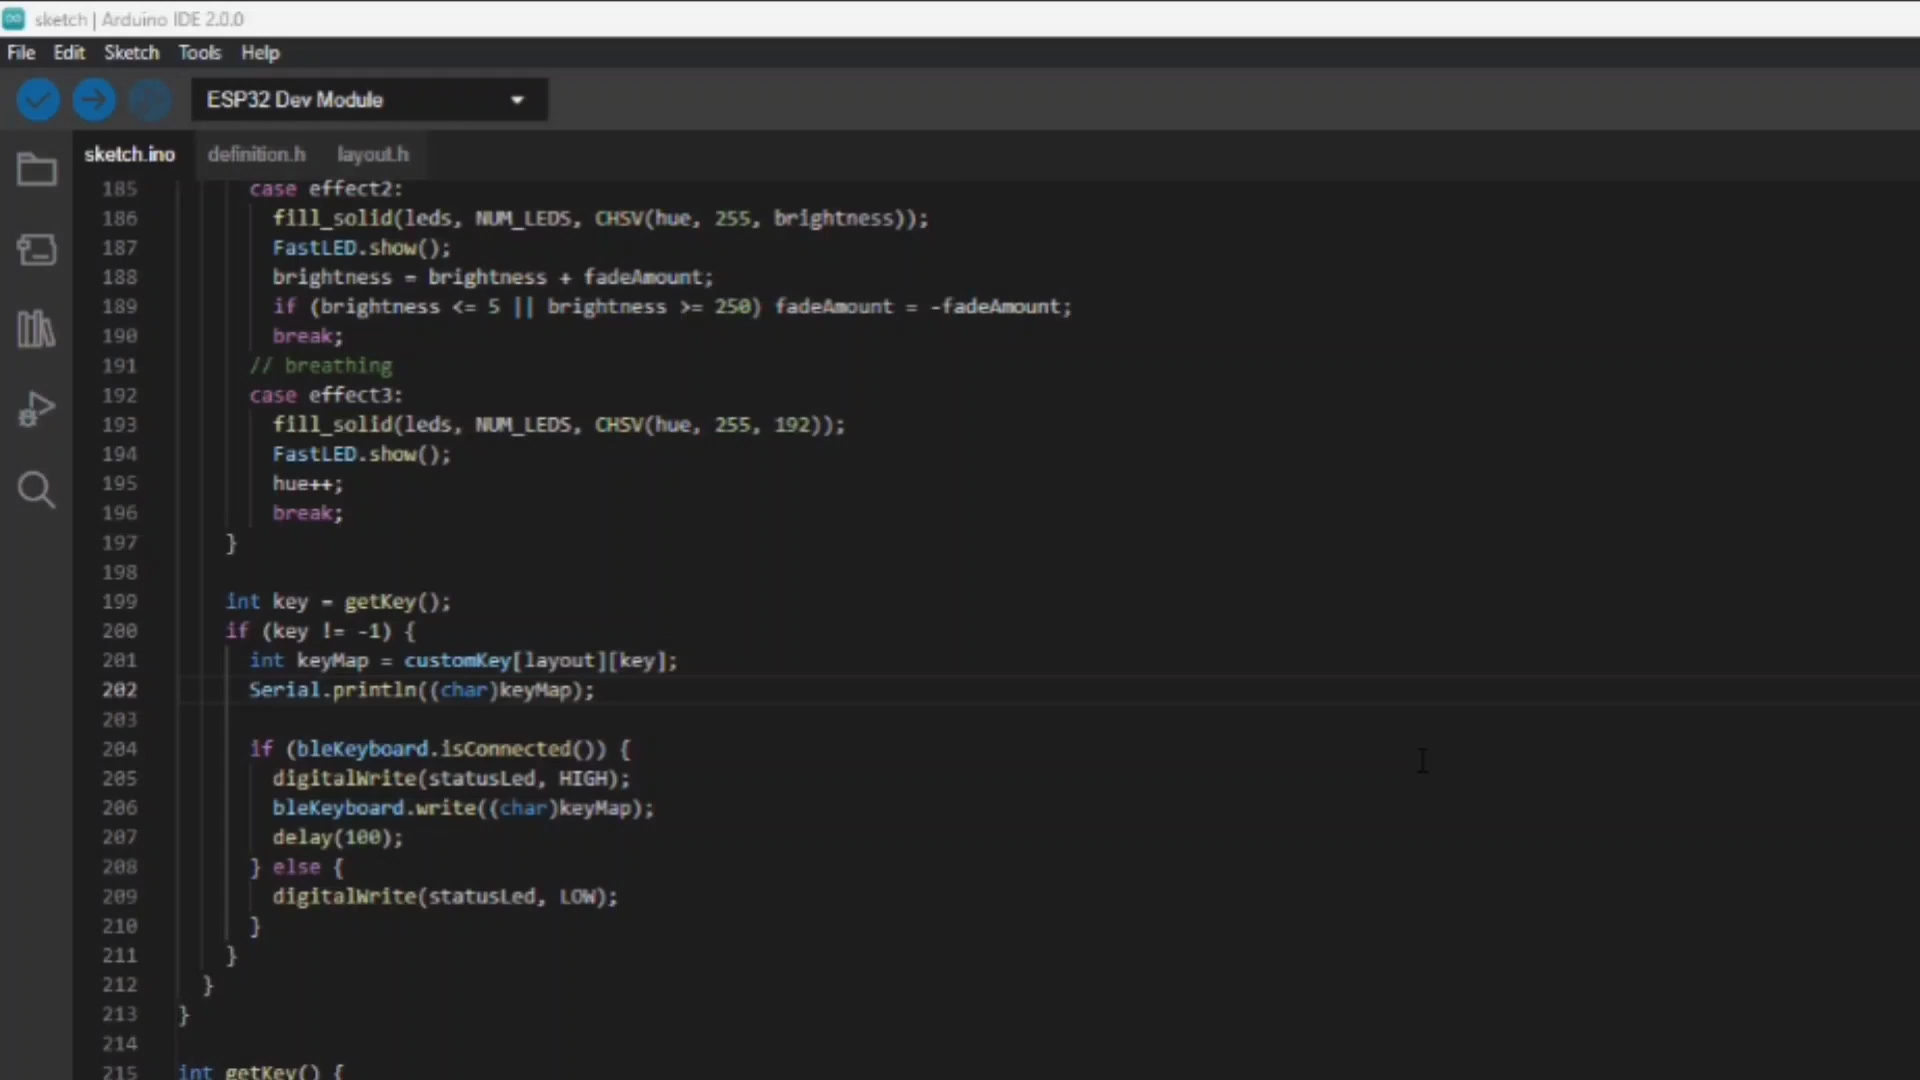 sketch | Arduino IDE 2.0.0
File Edit Sketch Tools Help
ESP32 Dev Module
sketch.ino definition.h layout.h
185 case effect2:
186 fill_solid(leds, NUM_LEDS, CHSV(hue, 255, brightness));
187 FastLED.show();
188 brightness = brightness + fadeAmount;
189 if (brightness <= 5 || brightness >= 250) fadeAmount = -fadeAmount;
190 break;
191 // breathing
192 case effect3:
193 fill_solid(leds, NUM_LEDS, CHSV(hue, 255, 192));
194 FastLED.show();
195 hue++;
196 break;
197 }
198
199 int key = getKey();
200 if (key != -1) {
201 int keyMap = customKey[layout][key];
202 Serial.println((char)keyMap);
203
204 if (bleKeyboard.isConnected()) {
205 digitalWrite(statusLed, HIGH);
206 bleKeyboard.write((char)keyMap);
207 delay(100);
208 } else {
209 digitalWrite(statusLed, LOW);
210 }
211 }
212 }
213 }
214
215 int getKey() {